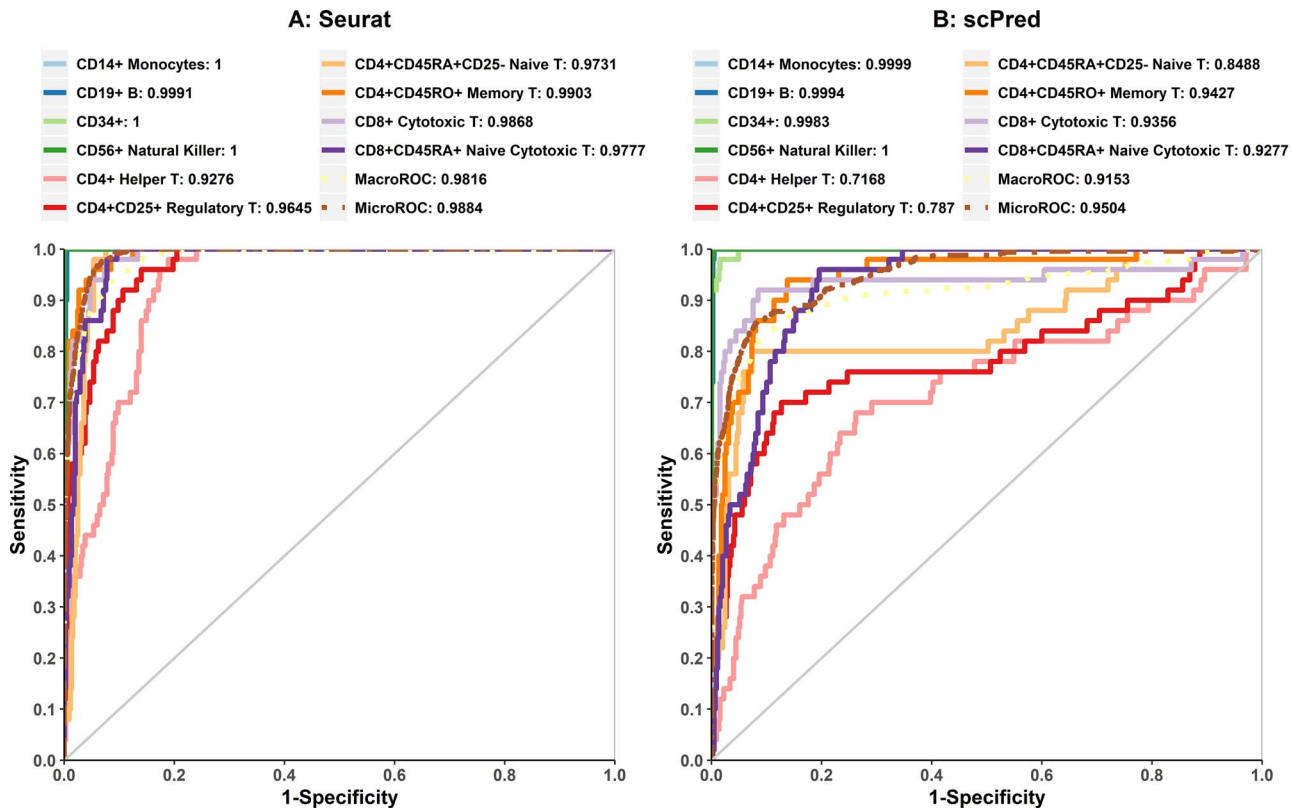 A: Seurat
CD14+ Monocytes: 1
CD19+ B: 0.9991
CD34+: 1
CD56+ Natural Killer: 1
CD4+ Helper T: 0.9276
CD4+CD25+ Regulatory T: 0.9645
CD4+CD45RA+CD25- Naive T: 0.9731
CD4+CD45RO+ Memory T: 0.9903
CD8+ Cytotoxic T: 0.9868
CD8+CD45RA+ Naive Cytotoxic T: 0.9777
MacroROC: 0.9816
MicroROC: 0.9884
1.0
0.9
0.8
0.7
0.6
0.5
0.4
0.3
0.2
0.1
0.0
Sensitivity
0.0 0.2 0.4 0.6 0.8 1.0
1-Specificity
B: scPred
CD14+ Monocytes: 0.9999
CD19+ B: 0.9994
CD34+: 0.9983
CD56+ Natural Killer: 1
CD4+ Helper T: 0.7168
CD4+CD25+ Regulatory T: 0.787
CD4+CD45RA+CD25- Naive T: 0.8488
CD4+CD45RO+ Memory T: 0.9427
CD8+ Cytotoxic T: 0.9356
CD8+CD45RA+ Naive Cytotoxic T: 0.9277
MacroROC: 0.9153
MicroROC: 0.9504
1.0
0.9
0.8
0.7
0.6
0.5
0.4
0.3
0.2
0.1
0.0
Sensitivity
0.0 0.2 0.4 0.6 0.8 1.0
1-Specificity